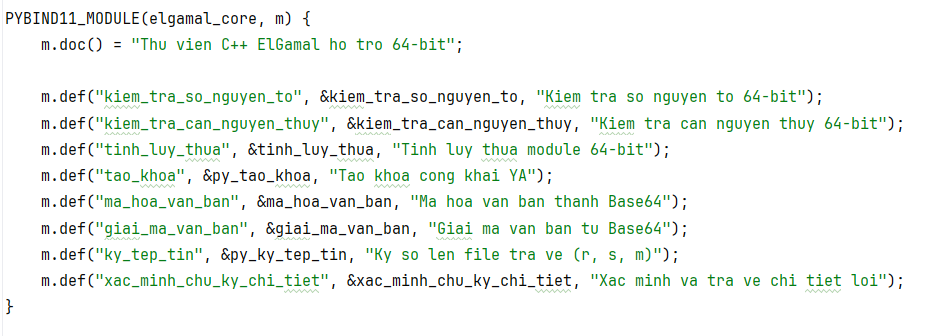 PYBIND11_MODULE(elgamal_core, m) {
    m.doc() = "Thu vien C++ ElGamal ho tro 64-bit";

    m.def("kiem_tra_so_nguyen_to", &kiem_tra_so_nguyen_to, "Kiem tra so nguyen to 64-bit");
    m.def("kiem_tra_can_nguyen_thuy", &kiem_tra_can_nguyen_thuy, "Kiem tra can nguyen thuy 64-bit");
    m.def("tinh_luy_thua", &tinh_luy_thua, "Tinh luy thua module 64-bit");
    m.def("tao_khoa", &py_tao_khoa, "Tao khoa cong khai YA");
    m.def("ma_hoa_van_ban", &ma_hoa_van_ban, "Ma hoa van ban thanh Base64");
    m.def("giai_ma_van_ban", &giai_ma_van_ban, "Giai ma van ban tu Base64");
    m.def("ky_tep_tin", &py_ky_tep_tin, "Ky so len file tra ve (r, s, m)");
    m.def("xac_minh_chu_ky_chi_tiet", &xac_minh_chu_ky_chi_tiet, "Xac minh va tra ve chi tiet loi");
}